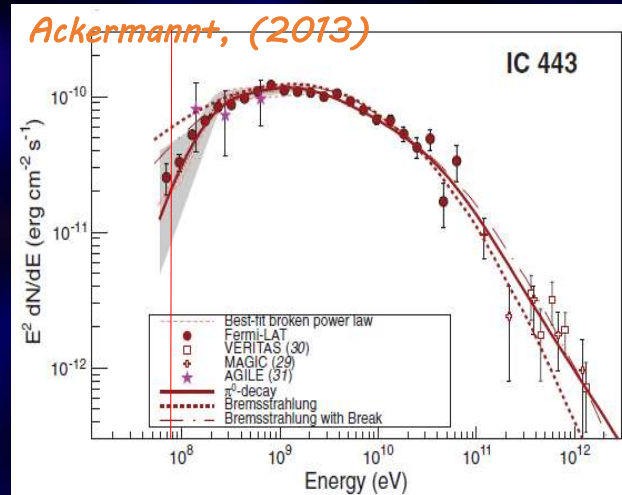 Ackermann+, (2013)
IC 443
E² dN/dE (erg cm⁻² s⁻¹)
10⁻¹⁰
10⁻¹¹
10⁻¹²
Best-fit broken power law
Fermi-LAT
VERITAS (30)
MAGIC (29)
AGILE (31)
π⁰-decay
Bremsstrahlung
Bremsstrahlung with Break
10⁸ 10⁹ 10¹⁰ 10¹¹ 10¹²
Energy (eV)